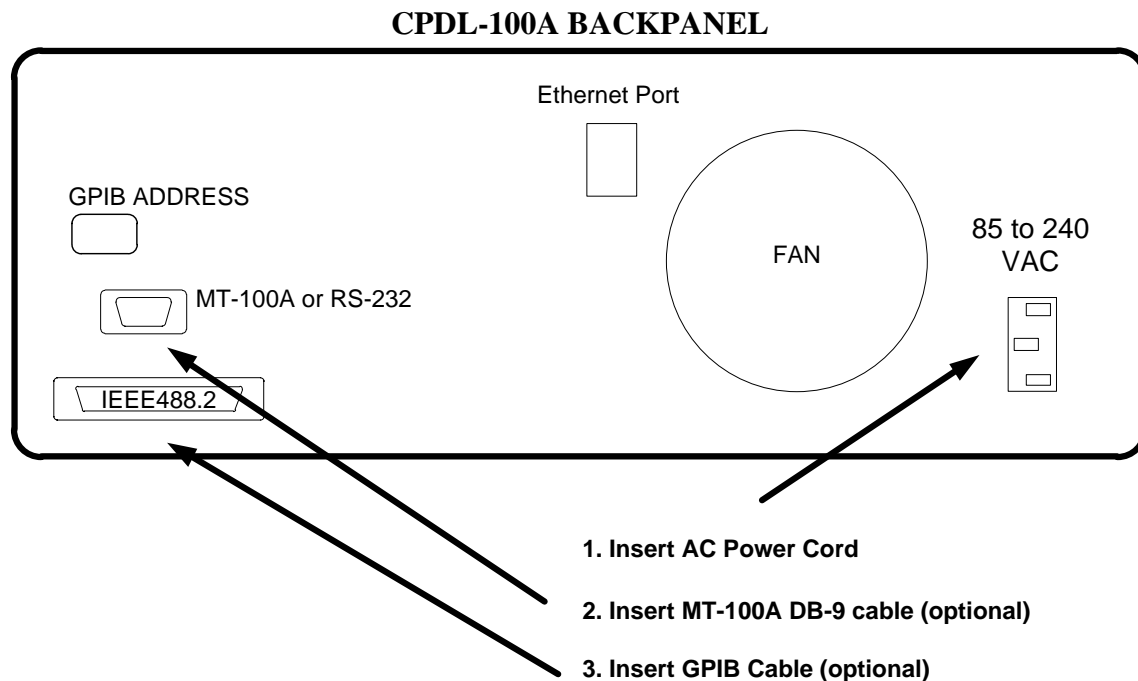 CPDL-100A BACKPANEL
Ethernet Port
GPIB ADDRESS
85 to 240
VAC
FAN
MT-100A or RS-232
IEEE488.2
1. Insert AC Power Cord
2. Insert MT-100A DB-9 cable (optional)
3. Insert GPIB Cable (optional)